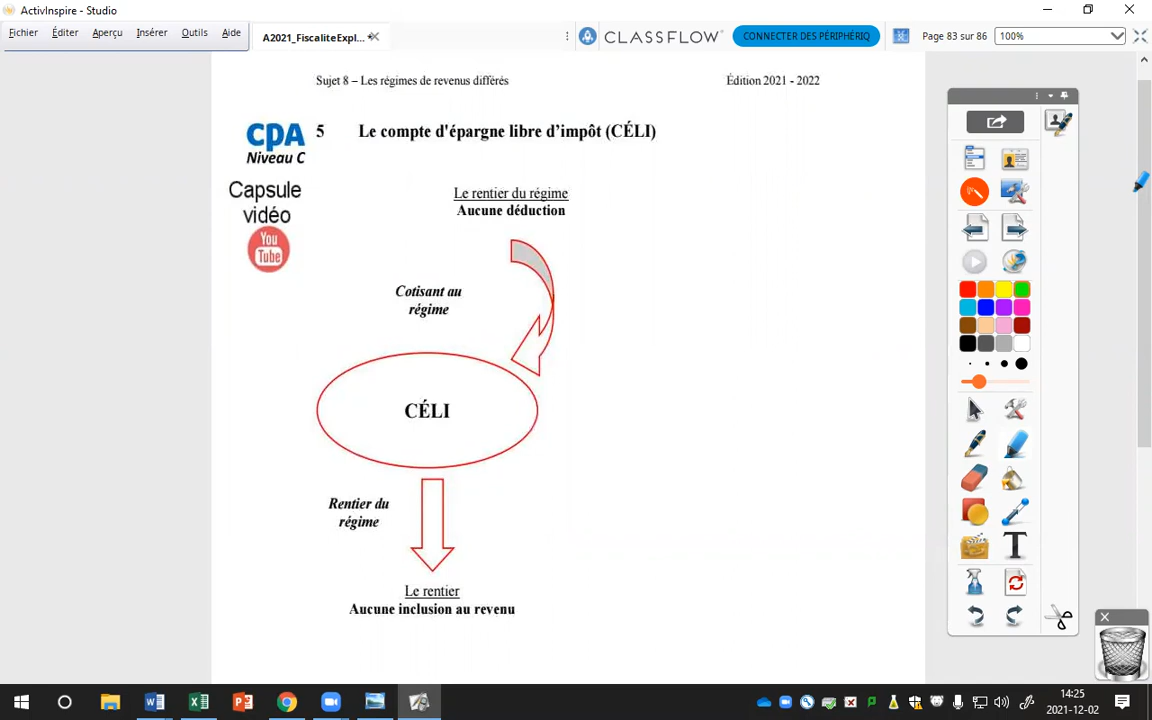 ActivInspire - Studio
Fichier Éditer Aperçu Insérer Outils Aide
A2021_FiscaliteExpl...
CLASSFLOW
CONNECTER DES PÉRIPHÉRIQ
Page 83 sur 86
100%
Sujet 8 – Les régimes de revenus différés
Édition 2021 - 2022
CPA
Niveau C
5 Le compte d'épargne libre d'impôt (CÉLI)
Capsule
vidéo
You
Tube
Le rentier du régime
Aucune déduction
Cotisant au
régime
CÉLI
Rentier du
régime
Le rentier
Aucune inclusion au revenu
14:25
2021-12-02